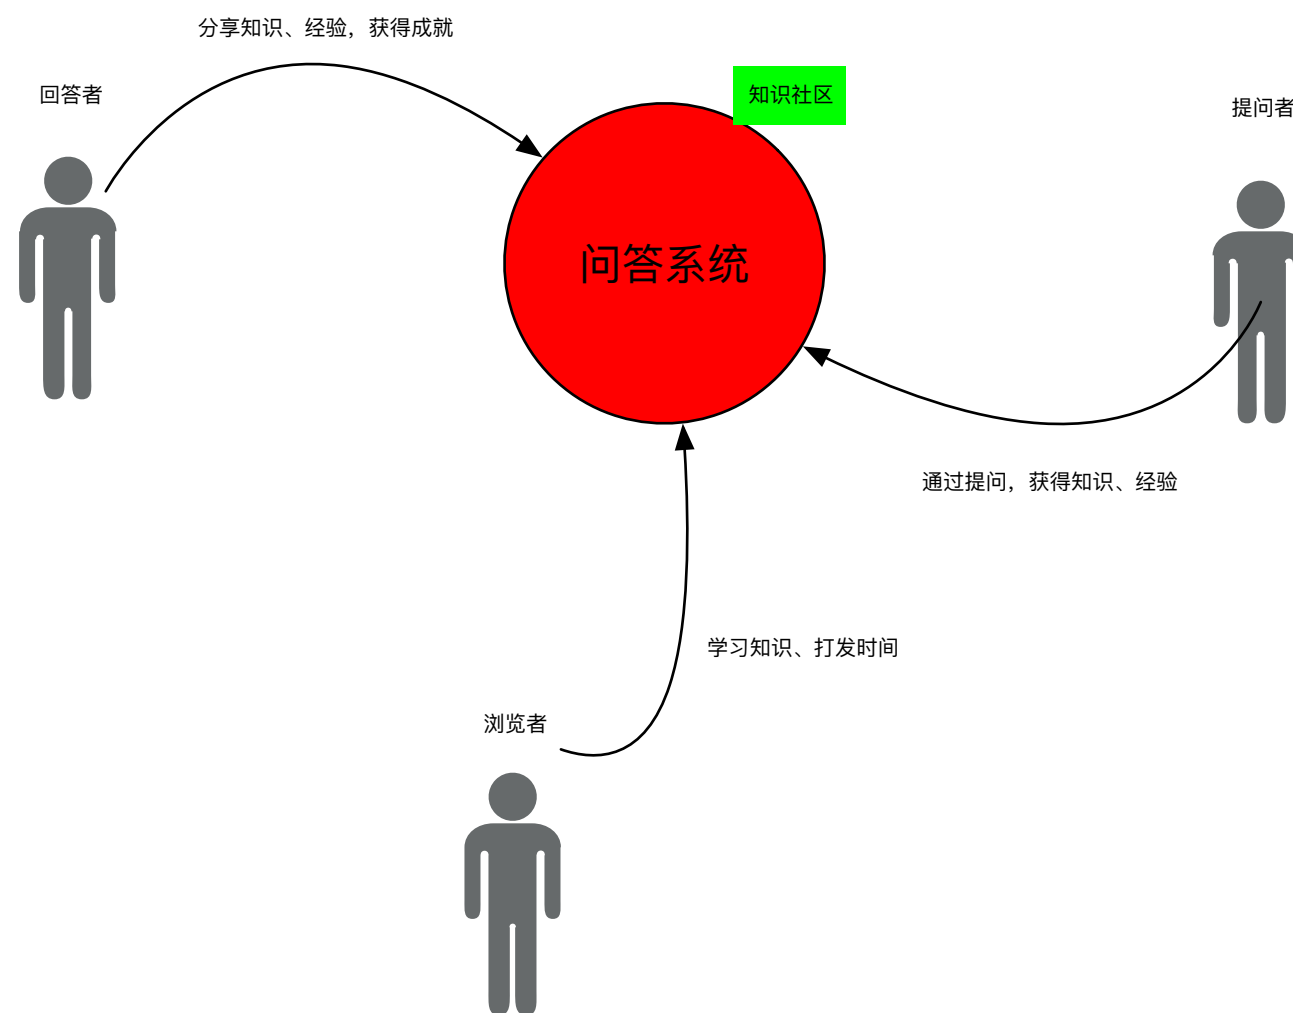 分享知识、经验，获得成就
回答者
知识社区
提问者
问答系统
通过提问，获得知识、经验
学习知识、打发时间
浏览者